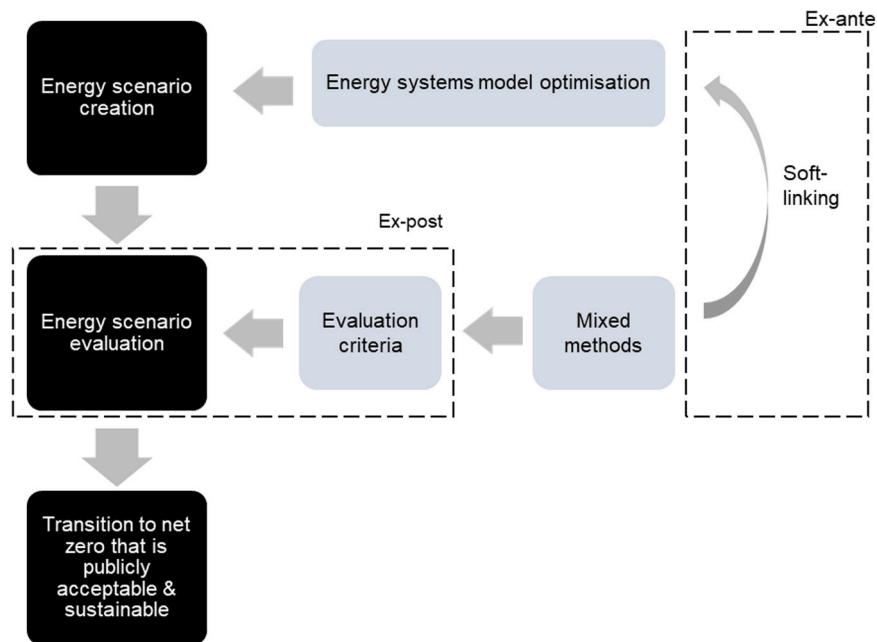 Ex-ante
Energy scenario
creation
Energy systems model optimisation
Soft-
linking
Ex-post
Energy scenario
evaluation
Evaluation
criteria
Mixed
methods
Transition to net
zero that is
publicly
acceptable &
sustainable